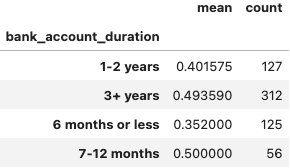 mean count
bank_account_duration
1-2 years 0.401575 127
3+ years 0.493590 312
6 months or less 0.352000 125
7-12 months 0.500000 56